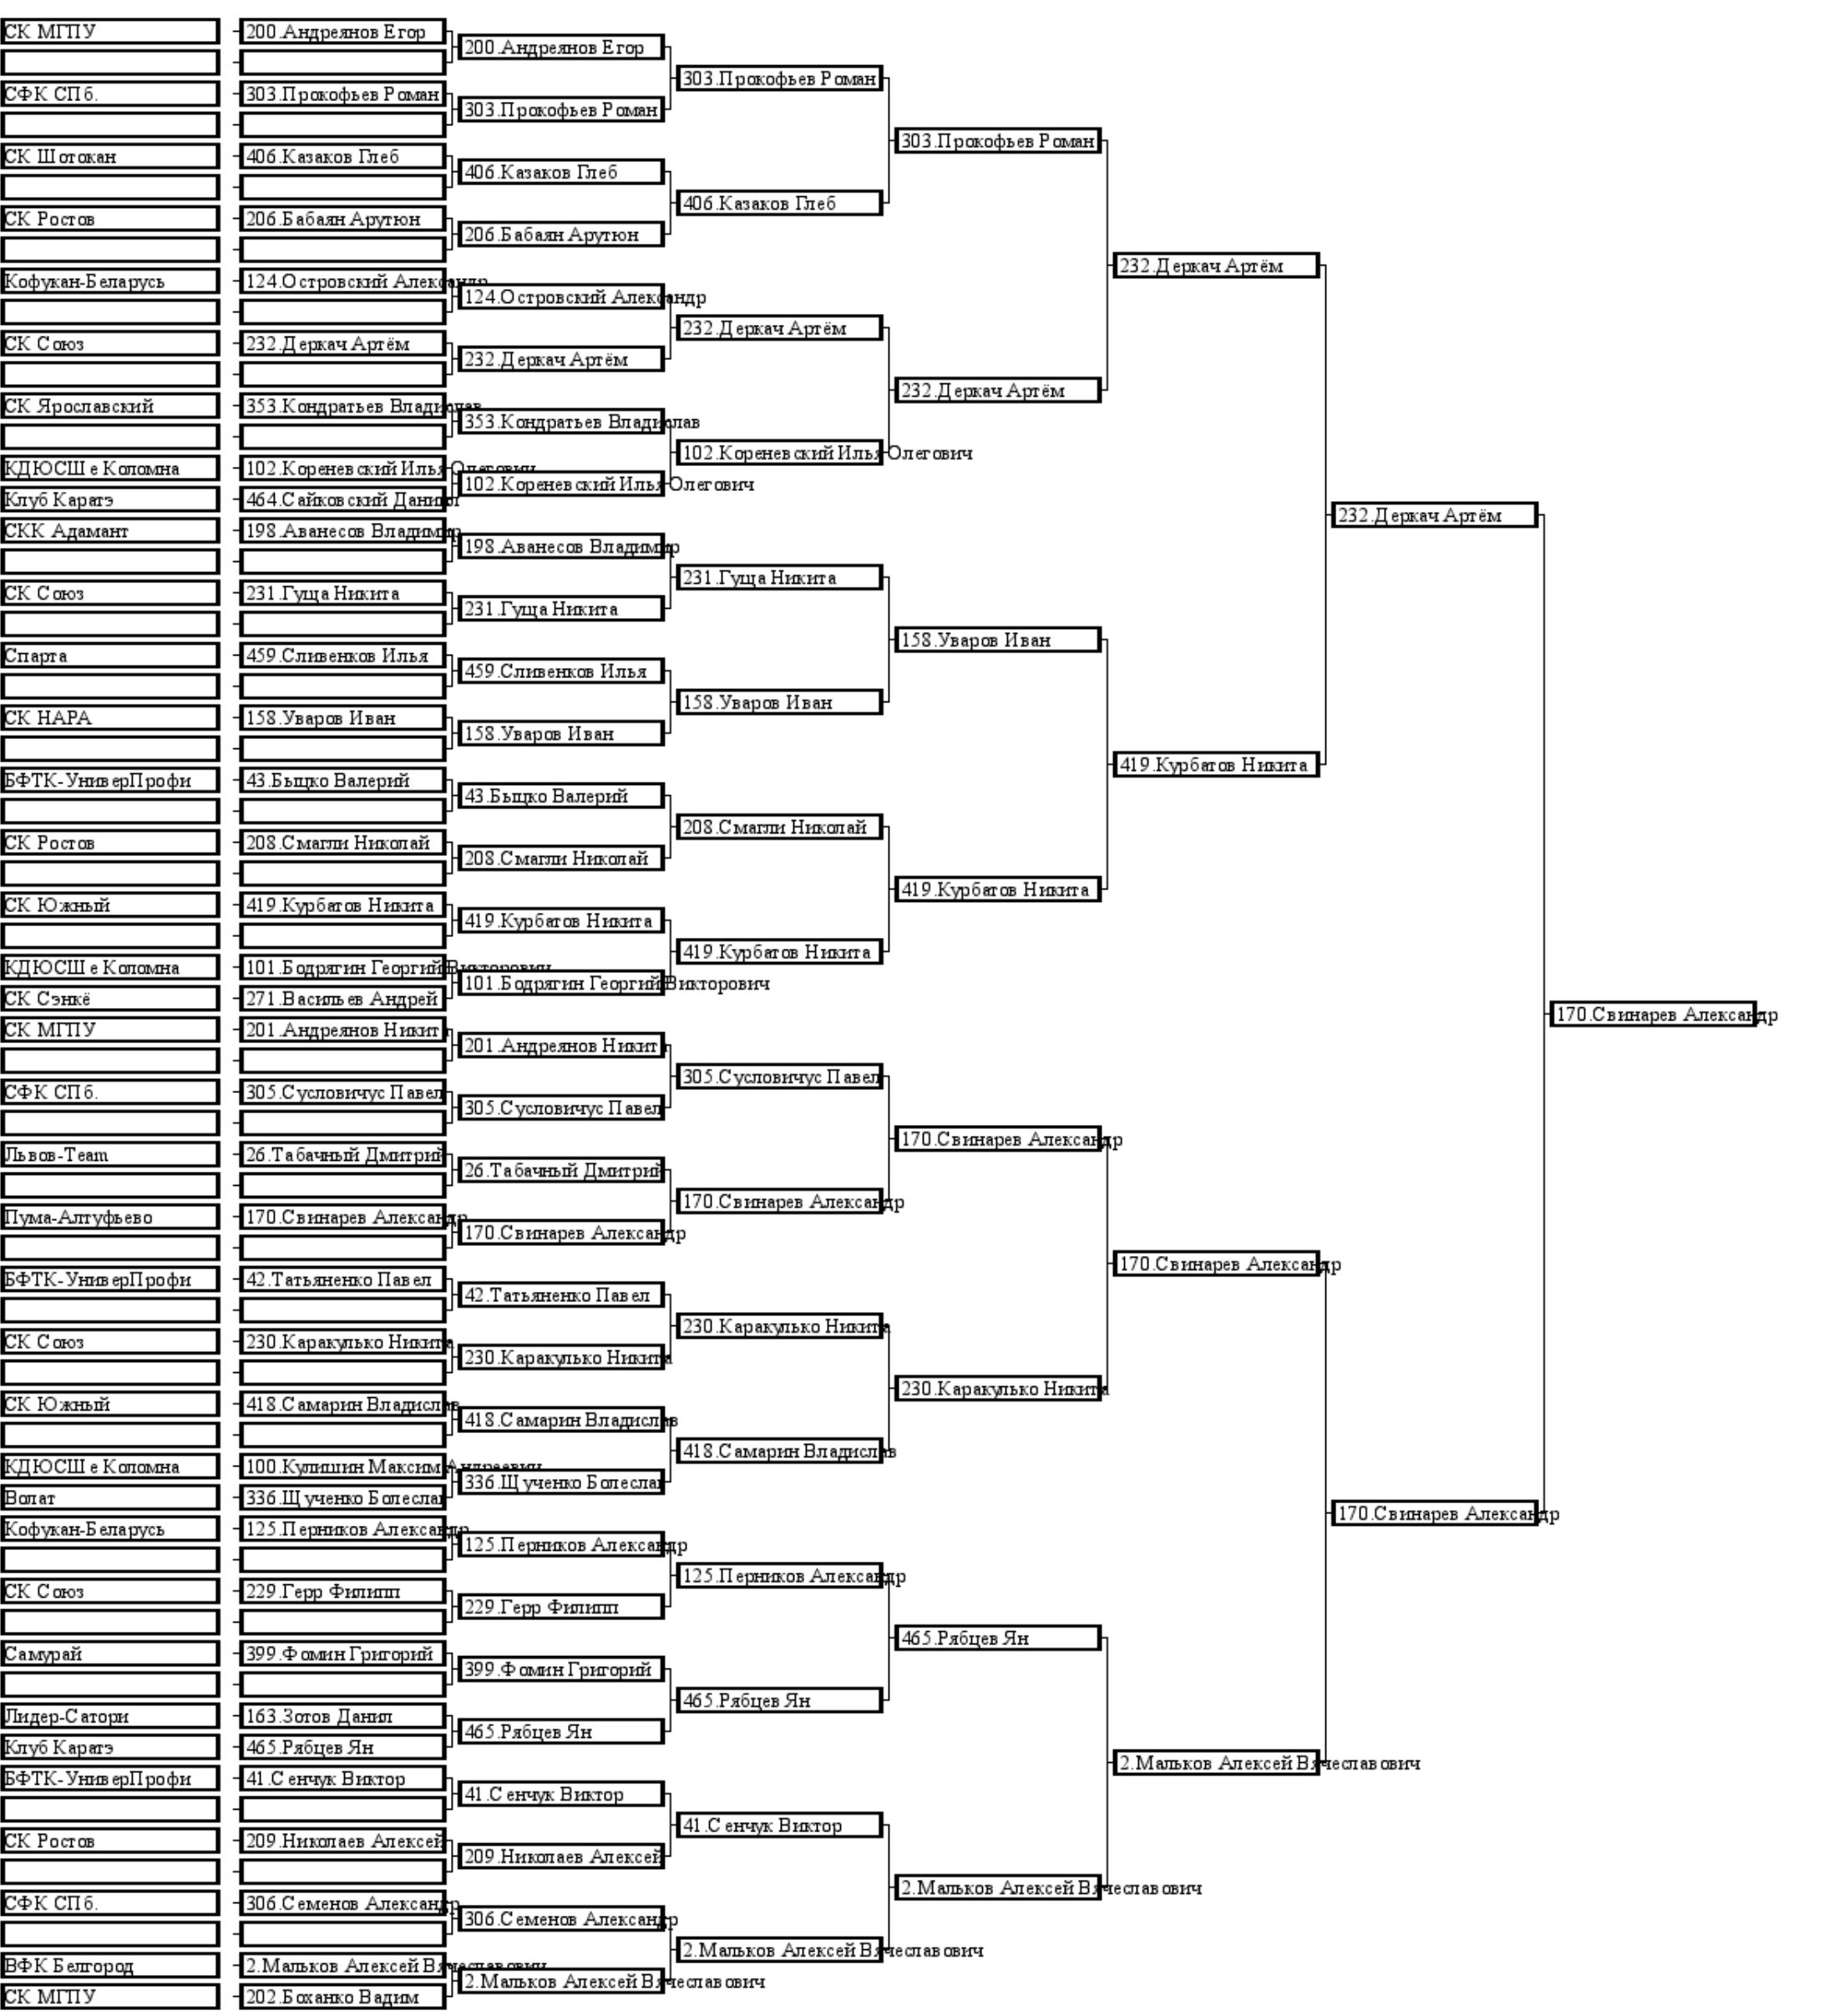 СК МГПУ
200.Андреянов Егор
200.Андреянов Егор
303.Прокофьев Роман
СФК СПб.
303.Прокофьев Роман
303.Прокофьев Роман
303.Прокофьев Роман
СК Шотокан
406.Казаков Глеб
406.Казаков Глеб
406.Казаков Глеб
СК Ростов
206.Бабаян Арутюн
206.Бабаян Арутюн
232.Деркач Артём
Кофукан-Беларусь
124.Островский Александр
124.Островский Александр
232.Деркач Артём
СК Союз
232.Деркач Артём
232.Деркач Артём
232.Деркач Артём
СК Ярославский
353.Кондратьев Владислав
353.Кондратьев Владислав
102.Кореневский Илья Олегович
КДЮСШ е Коломна
102.Кореневский Илья Олегович
102.Кореневский Илья Олегович
Клуб Каратэ
464.Сайковский Даниил
232.Деркач Артём
СКК Адамант
198.Аванесов Владимир
198.Аванесов Владимир
231.Гуща Никита
СК Союз
231.Гуща Никита
231.Гуща Никита
158.Уваров Иван
Спарта
459.Сливенков Илья
459.Сливенков Илья
158.Уваров Иван
СК НАРА
158.Уваров Иван
158.Уваров Иван
419.Курбатов Никита
БФТК-УниверПрофи
43.Быцко Валерий
43.Быцко Валерий
208.Смагли Николай
СК Ростов
208.Смагли Николай
208.Смагли Николай
419.Курбатов Никита
СК Южный
419.Курбатов Никита
419.Курбатов Никита
419.Курбатов Никита
КДЮСШ е Коломна
101.Бодрягин Георгий Викторович
101.Бодрягин Георгий Викторович
СК Сэнкё
271.Васильев Андрей
170.Свинарев Александр
СК МГПУ
201.Андреянов Никита
201.Андреянов Никита
305.Сусловичус Павел
СФК СПб.
305.Сусловичус Павел
305.Сусловичус Павел
170.Свинарев Александр
Львов-Team
26.Табачный Дмитрий
26.Табачный Дмитрий
170.Свинарев Александр
Пума-Алтуфьево
170.Свинарев Александр
170.Свинарев Александр
170.Свинарев Александр
БФТК-УниверПрофи
42.Татьяненко Павел
42.Татьяненко Павел
230.Каракулько Никита
СК Союз
230.Каракулько Никита
230.Каракулько Никита
230.Каракулько Никита
СК Южный
418.Самарин Владислав
418.Самарин Владислав
418.Самарин Владислав
КДЮСШ е Коломна
100.Кулишин Максим Андреевич
336.Щученко Болеслав
Волат
336.Щученко Болеслав
170.Свинарев Александр
Кофукан-Беларусь
125.Перников Александр
125.Перников Александр
125.Перников Александр
СК Союз
229.Герр Филипп
229.Герр Филипп
465.Рябцев Ян
Самурай
399.Фомин Григорий
399.Фомин Григорий
465.Рябцев Ян
Лидер-Сатори
163.Зотов Данил
465.Рябцев Ян
Клуб Каратэ
465.Рябцев Ян
2.Мальков Алексей Вячеславович
БФТК-УниверПрофи
41.Сенчук Виктор
41.Сенчук Виктор
41.Сенчук Виктор
СК Ростов
209.Николаев Алексей
209.Николаев Алексей
2.Мальков Алексей Вячеславович
СФК СПб.
306.Семенов Александр
306.Семенов Александр
2.Мальков Алексей Вячеславович
ВФК Белгород
2.Мальков Алексей Вячеславович
2.Мальков Алексей Вячеславович
СК МГПУ
202.Боханко Вадим